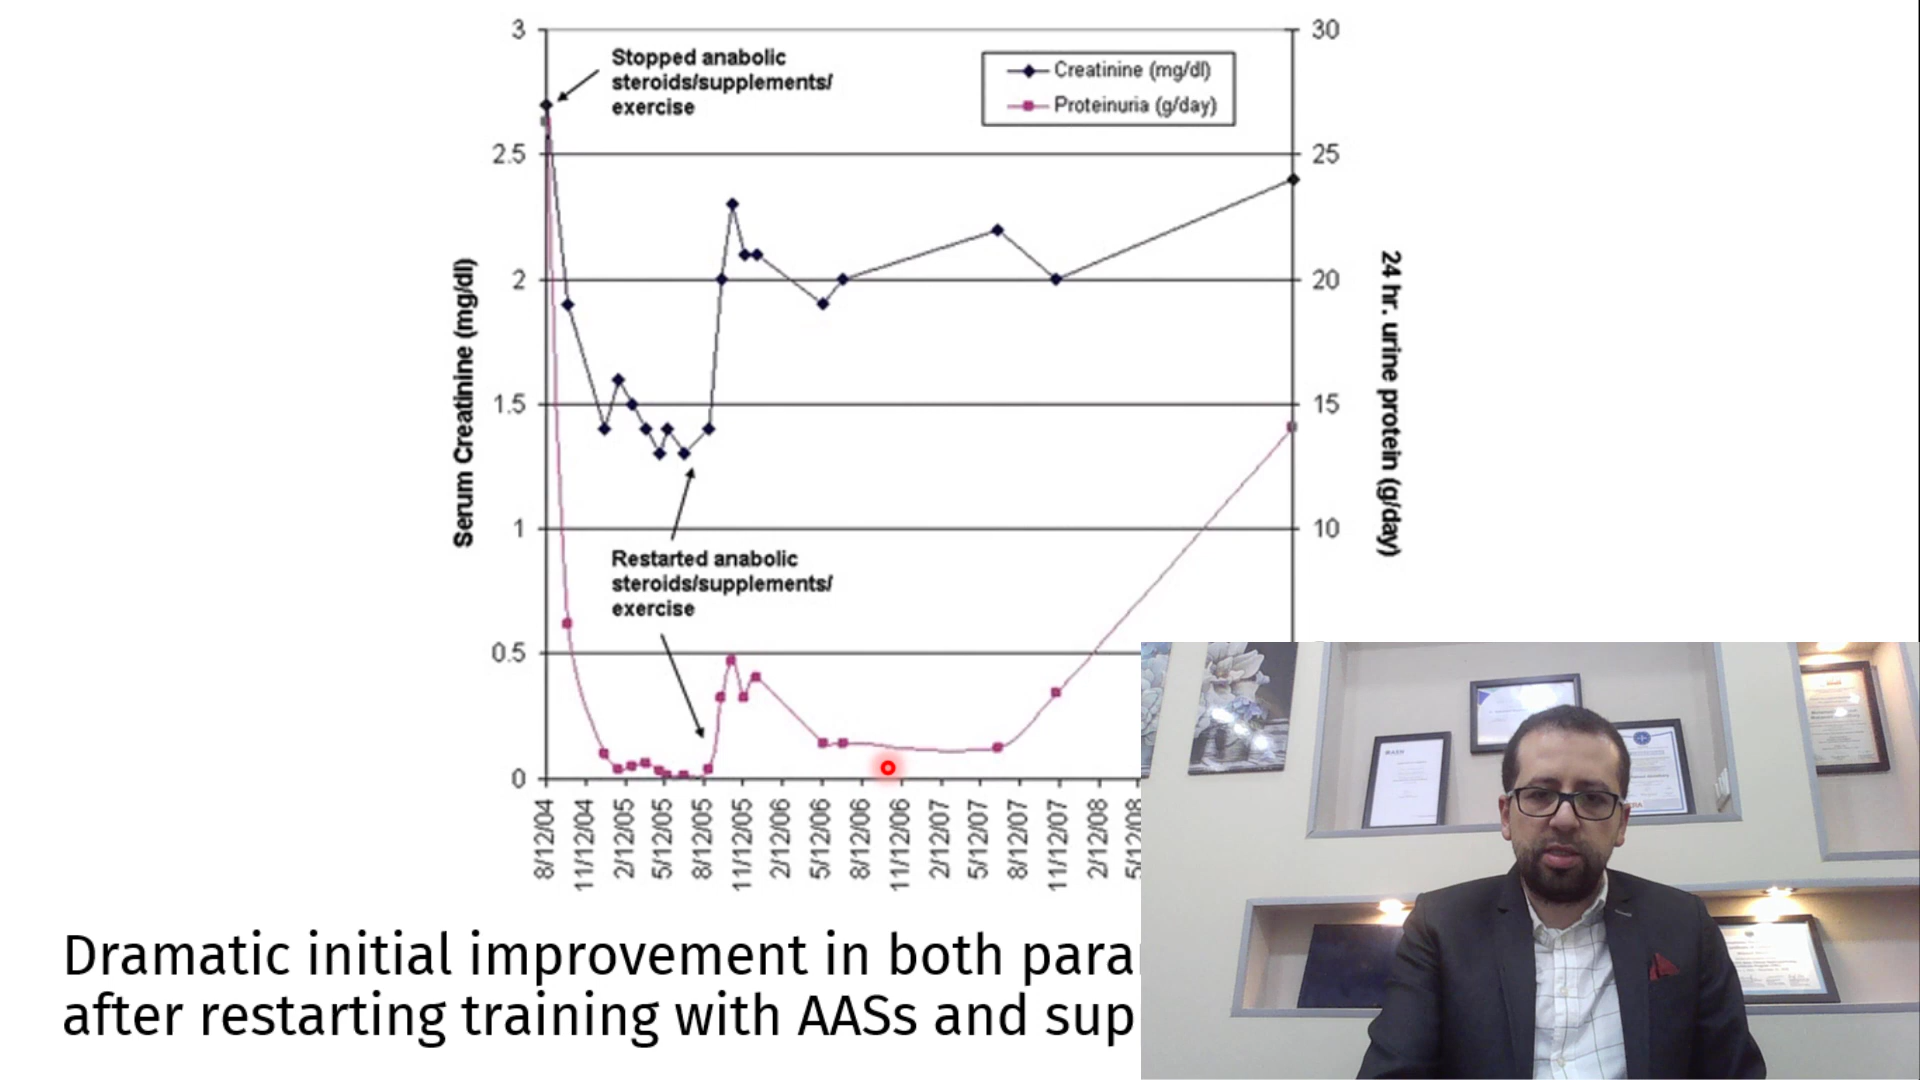 3
30
Stopped anabolic
steroids/supplements/
exercise
Creatinine (mg/dl)
Proteinuria (g/day)
2.5
25
2
20
1.5
15
1
10
0.5
0
Restarted anabolic
steroids/supplements/
exercise
Serum Creatinine (mg/dl)
24 hr. urine protein (g/day)
8/12/04
11/12/04
2/12/05
5/12/05
8/12/05
11/12/05
2/12/06
5/12/06
8/12/06
11/12/06
2/12/07
5/12/07
8/12/07
11/12/07
2/12/08
5/12/08
Dramatic initial improvement in both para
after restarting training with AASs and sup